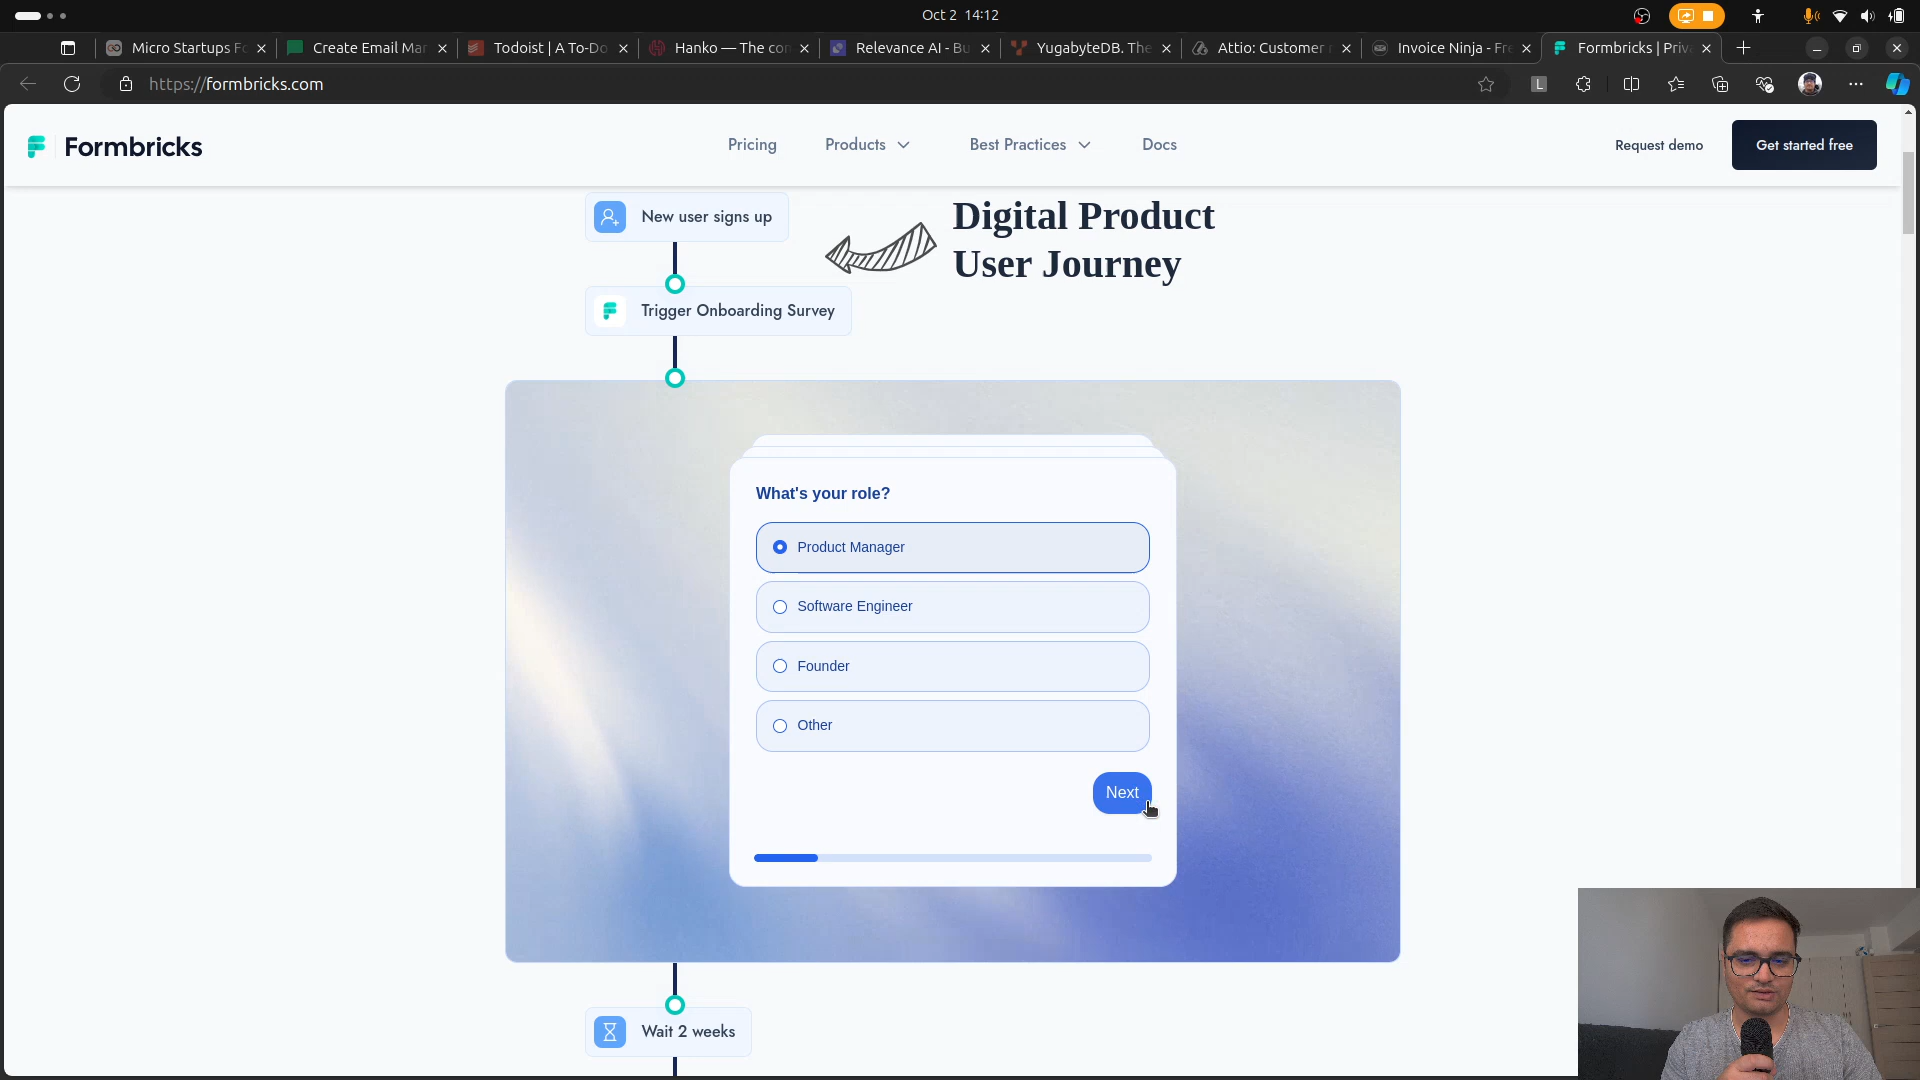 Oct 2 14:12
Micro Startups Fo
Create Email Mar
Todoist | A To-Do
Hanko — The con
Relevance AI - Bu
YugabyteDB. The
Attio: Customer r
Invoice Ninja - Fre
Formbricks | Priva
https://formbricks.com
L
Formbricks
Pricing
Products
Best Practices
Docs
Request demo
Get started free
New user signs up
Digital Product
User Journey
Trigger Onboarding Survey
What's your role?
Product Manager
Software Engineer
Founder
Other
Next
Wait 2 weeks